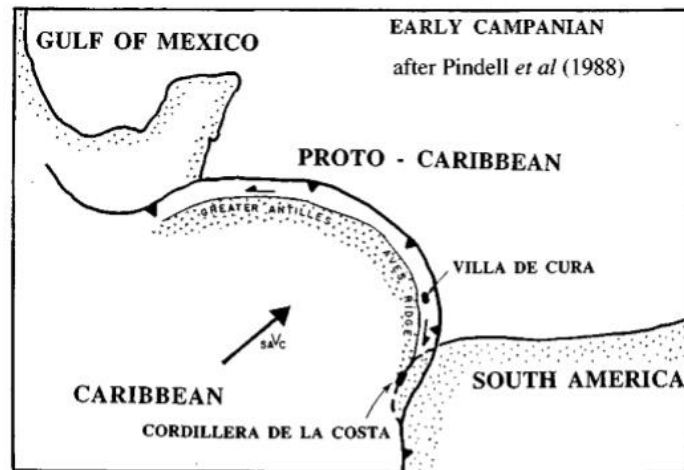 GULF OF MEXICO
EARLY CAMPANIAN
after Pindell et al (1988)
PROTO - CARIBBEAN
GREATER ANTILLES
AVES RIDGE
VILLA DE CURA
SAVC
CARIBBEAN
SOUTH AMERICA
CORDILLERA DE LA COSTA